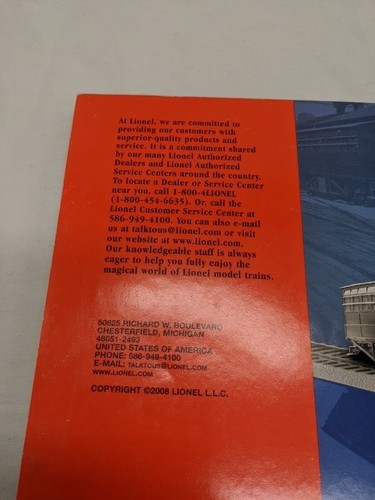 At Lionel, we are committed to
providing our customers with
superior-quality products and
service. It is a commitment shared
by our many Lionel Authorized
Dealers and Lionel Authorized
Service Centers around the country.
To locate a Dealer or Service Center
near you, call 1-800-4LIONEL
(1-800-454-6635). Or, call the
Lionel Customer Service Center at
586-949-4100. You can also e-mail
us at talktous@lionel.com or visit
our website at www.lionel.com.
Our knowledgeable staff is always
eager to help you fully enjoy the
magical world of Lionel model trains.
50625 RICHARD W. BOULEVARD
CHESTERFIELD, MICHIGAN
48051-2493
UNITED STATES OF AMERICA
PHONE: 586-949-4100
E-MAIL: TALKTOUS@LIONEL.COM
WWW.LIONEL.COM
COPYRIGHT ©2008 LIONEL L.L.C.